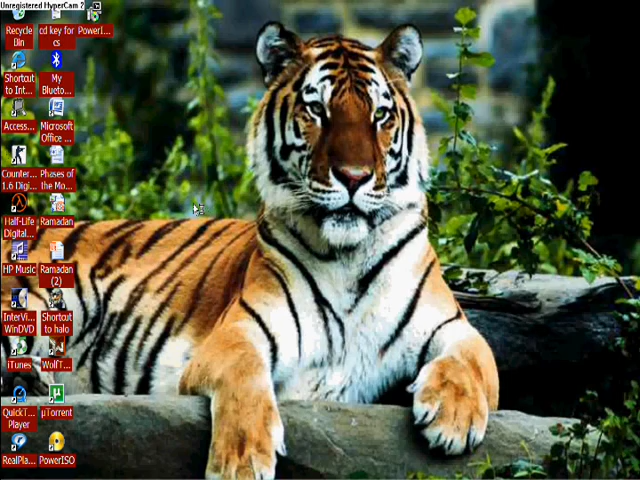 Unregistered HyperCam 2
Recycle
Bin
cd key for
cs
PowerI...
Shortcut
to Int...
My
Blueto...
Access...
Microsoft
Office ...
Counter...
1.6 Digi...
Phases of
the Mo...
Half-Life
Digital...
Ramadan
HP Music
Ramadan
(2)
InterVi...
WinDVD
Shortcut
to halo
iTunes
WolfT...
QuickT...
Player
µTorrent
RealPla...
PowerISO